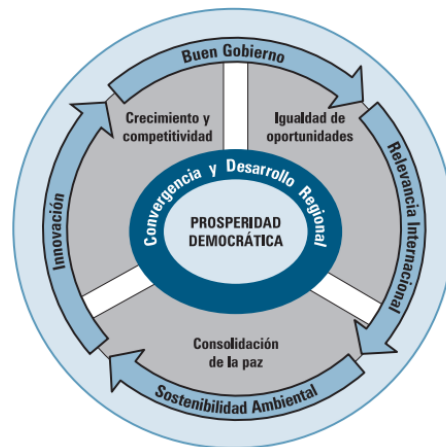 Buen Gobierno
Crecimiento y
competitividad
Igualdad de
oportunidades
Relevancia Internacional
Innovación
Convergencia y Desarrollo Regional
PROSPERIDAD
DEMOCRÁTICA
Consolidación
de la paz
Sostenibilidad Ambiental